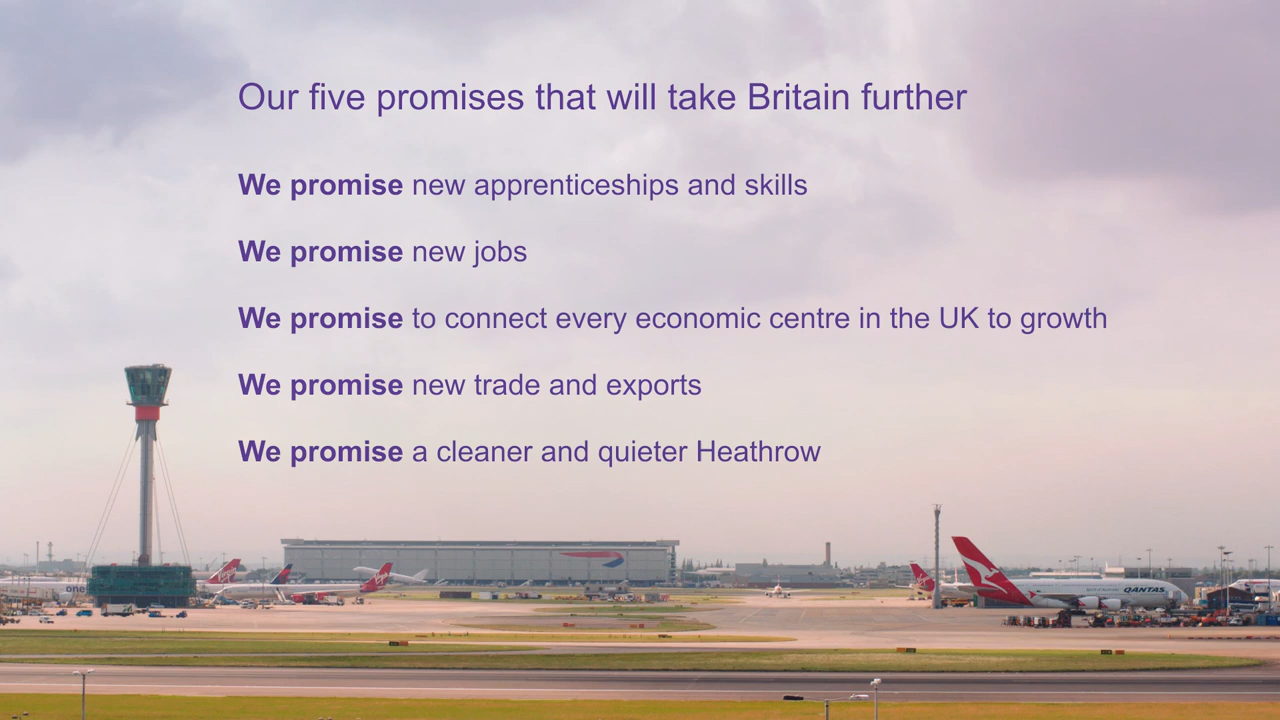 Our five promises that will take Britain further
We promise new apprenticeships and skills
We promise new jobs
We promise to connect every economic centre in the UK to growth
We promise new trade and exports
We promise a cleaner and quieter Heathrow
one
QANTAS